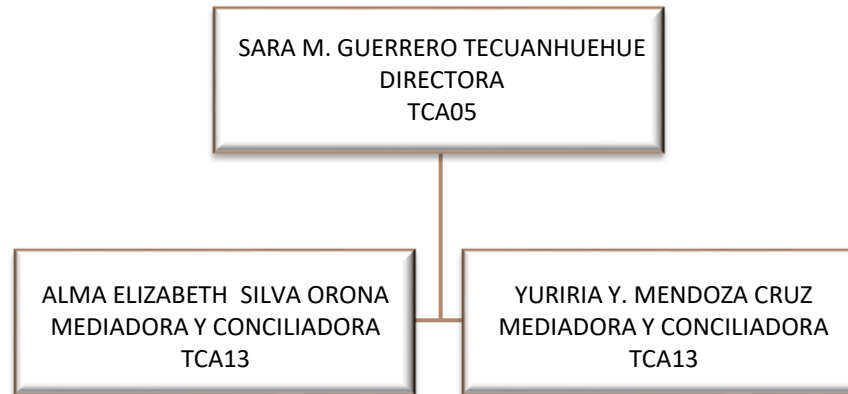 SARA M. GUERRERO TECUANHUEHUE
DIRECTORA
TCA05
ALMA ELIZABETH  SILVA ORONA
MEDIADORA Y CONCILIADORA
TCA13
YURIRIA Y. MENDOZA CRUZ
MEDIADORA Y CONCILIADORA
TCA13